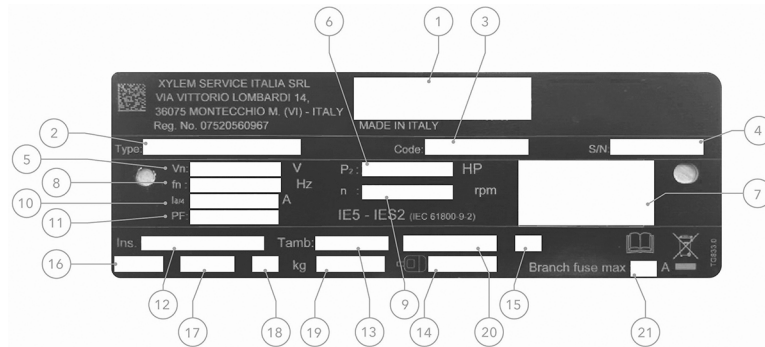 6
1
3
XYLEM SERVICE ITALIA SRL
VIA VITTORIO LOMBARDI 14,
36075 MONTECCHIO M. (VI) - ITALY
Reg. No. 07520560967
MADE IN ITALY
2
4
Type:
Code:
S/N:
5
Vn: V
P₂: HP
8
fn : Hz
n : rpm
7
10
A
11
PF:
IE5 - IES2 (IEC 61800-9-2)
Ins.
Tamb:
16
kg
Branch fuse max A
TG833.0
12
9
15
17
18
19
13
14
20
21